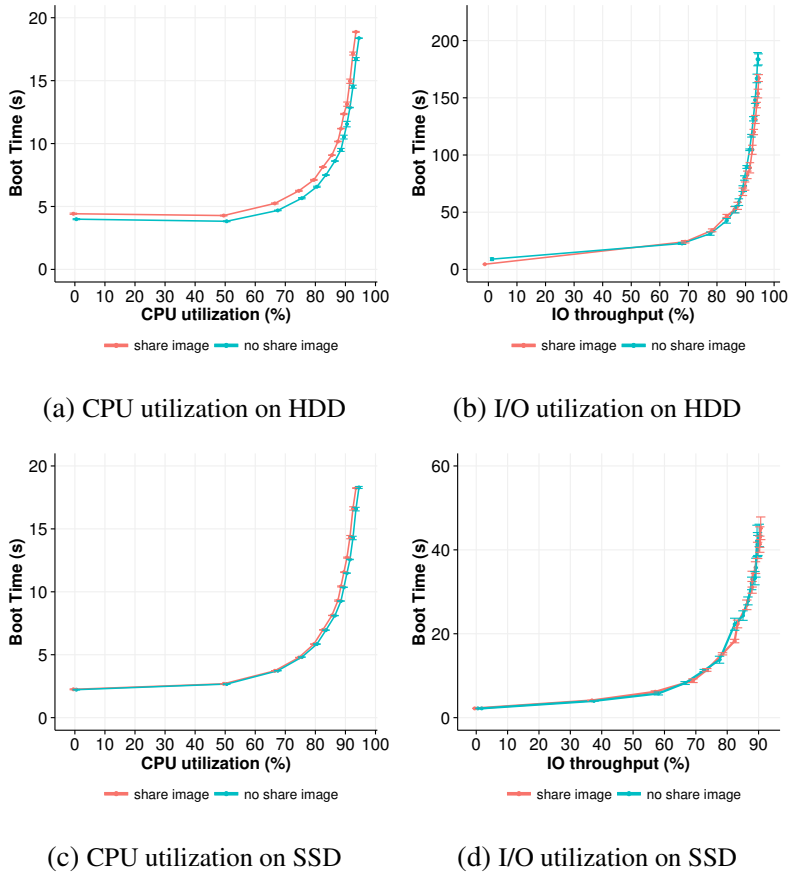 20
15
10
5
0
Boot Time (s)
0 10 20 30 40 50 60 70 80 90 100
CPU utilization (%)
share image no share image
(a) CPU utilization on HDD
200
150
100
50
0
Boot Time (s)
0 10 20 30 40 50 60 70 80 90 100
IO throughput (%)
share image no share image
(b) I/O utilization on HDD
20
15
10
5
0
Boot Time (s)
0 10 20 30 40 50 60 70 80 90 100
CPU utilization (%)
share image no share image
(c) CPU utilization on SSD
60
40
20
0
Boot Time (s)
0 10 20 30 40 50 60 70 80 90
IO throughput (%)
share image no share image
(d) I/O utilization on SSD